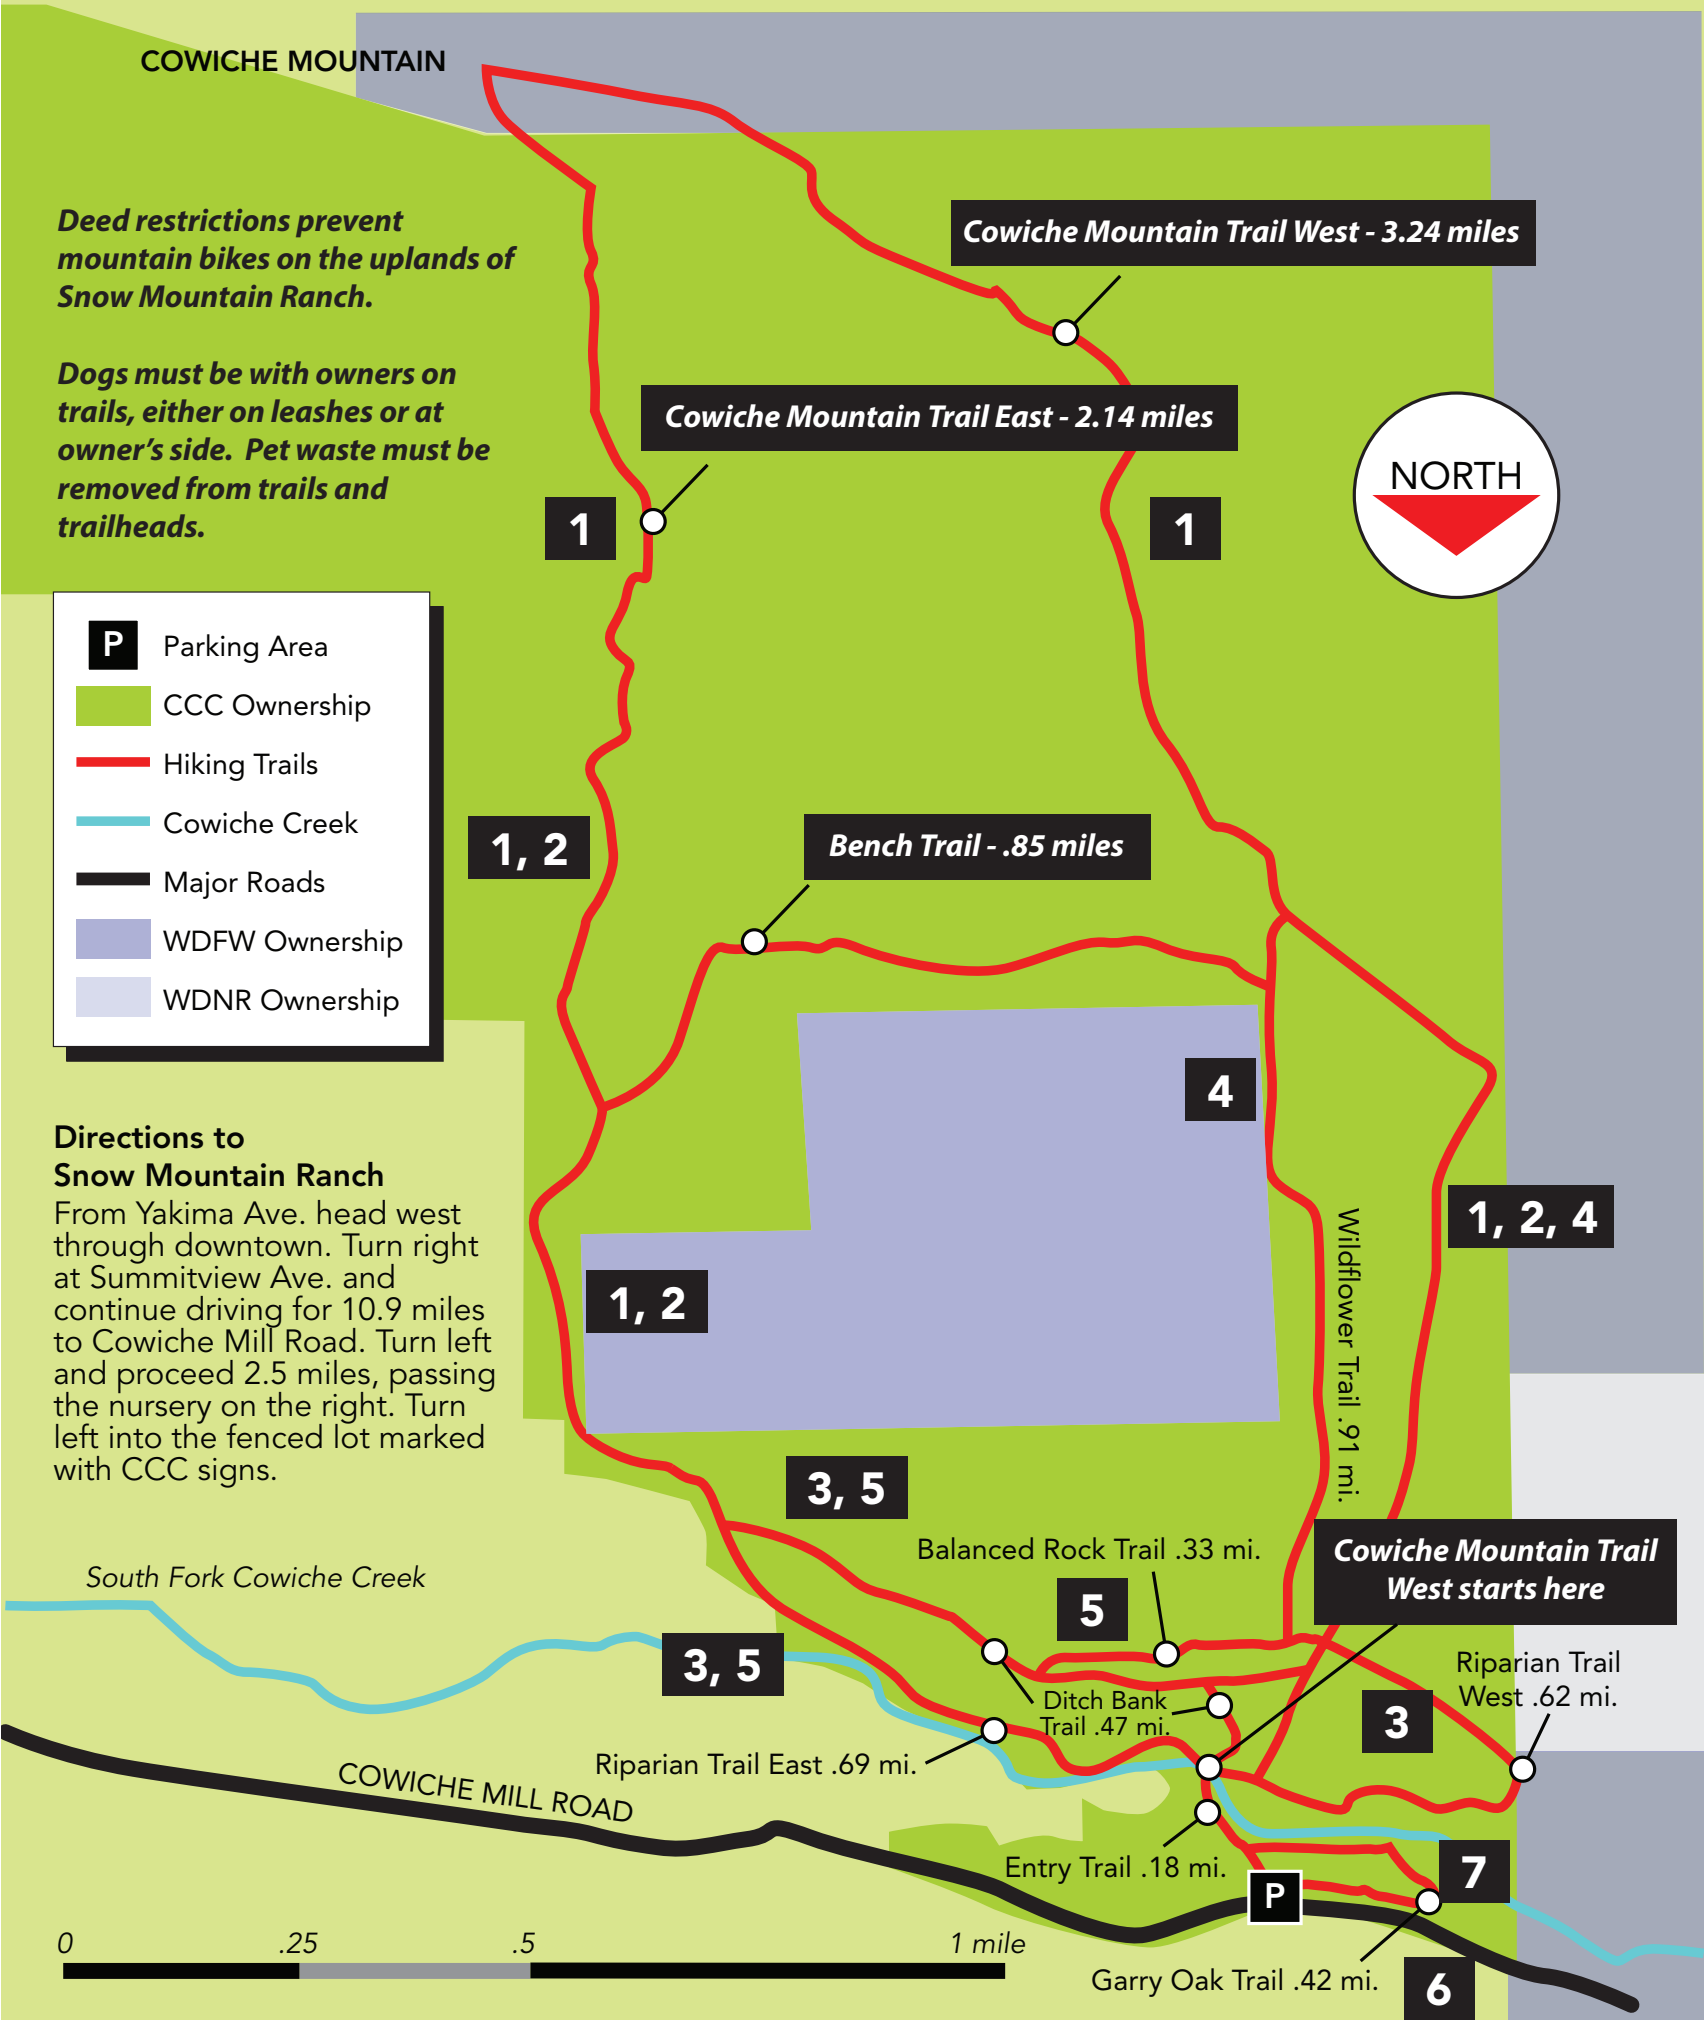 COWICHE MOUNTAIN
Deed restrictions prevent
mountain bikes on the uplands of
Snow Mountain Ranch.
Dogs must be with owners on
trails, either on leashes or at
owner's side. Pet waste must be
removed from trails and
trailheads.
Cowiche Mountain Trail West - 3.24 miles
Cowiche Mountain Trail East - 2.14 miles
NORTH
1
1
P Parking Area
CCC Ownership
Hiking Trails
Cowiche Creek
Major Roads
WDFW Ownership
WDNR Ownership
1, 2
Bench Trail - .85 miles
4
Directions to
Snow Mountain Ranch
From Yakima Ave. head west
through downtown. Turn right
at Summitview Ave. and
continue driving for 10.9 miles
to Cowiche Mill Road. Turn left
and proceed 2.5 miles, passing
the nursery on the right. Turn
left into the fenced lot marked
with CCC signs.
1, 2
Wildflower Trail .91 mi.
1, 2, 4
3, 5
Balanced Rock Trail .33 mi.
Cowiche Mountain Trail
West starts here
South Fork Cowiche Creek
5
3, 5
Ditch Bank
Trail .47 mi.
Riparian Trail
West .62 mi.
3
Riparian Trail East .69 mi.
COWICHE MILL ROAD
Entry Trail .18 mi.
7
P
0 .25 .5 1 mile
Garry Oak Trail .42 mi.
6